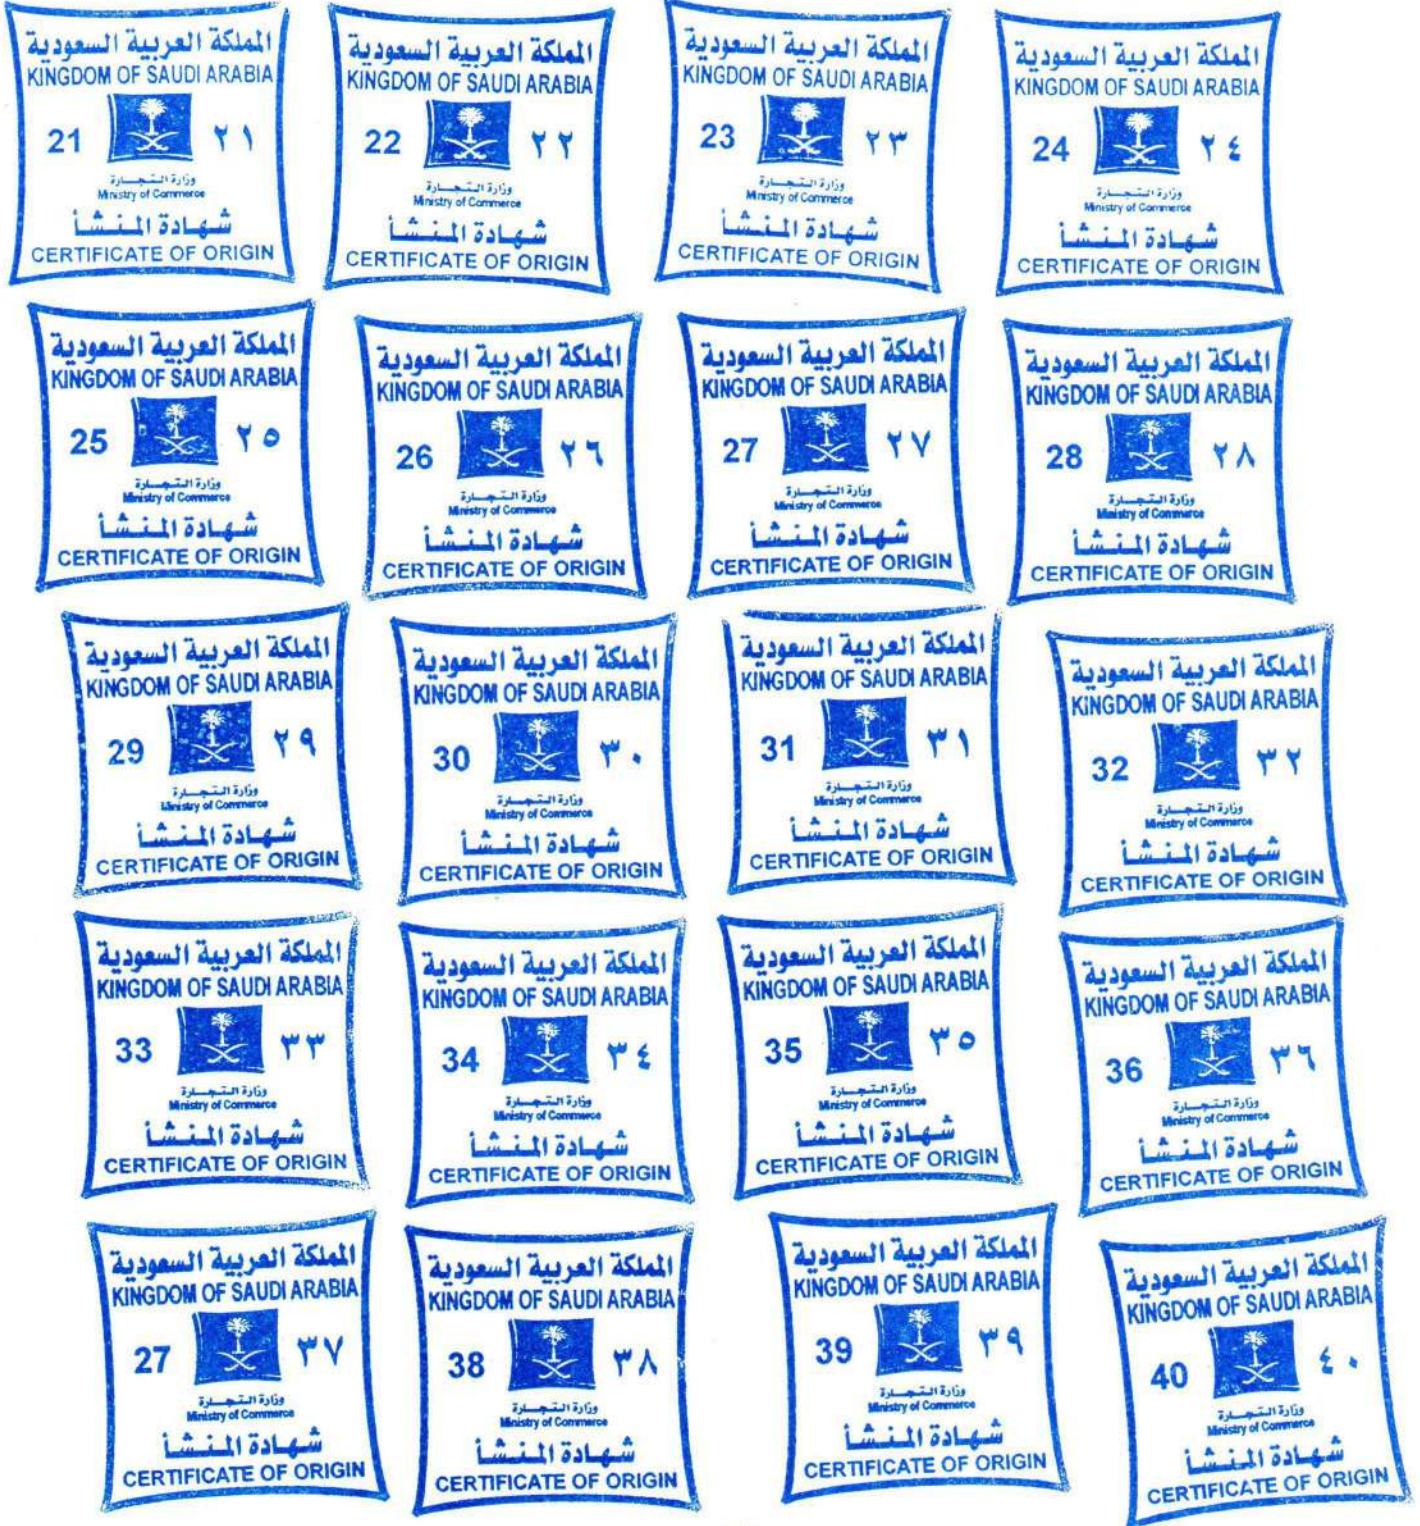 المملكة العربية السعودية
KINGDOM OF SAUDI ARABIA
21 ٢١
وزارة التجارة
Ministry of Commerce
شهادة المنشأ
CERTIFICATE OF ORIGIN
المملكة العربية السعودية
KINGDOM OF SAUDI ARABIA
22 ٢٢
وزارة التجارة
Ministry of Commerce
شهادة المنشأ
CERTIFICATE OF ORIGIN
المملكة العربية السعودية
KINGDOM OF SAUDI ARABIA
23 ٢٣
وزارة التجارة
Ministry of Commerce
شهادة المنشأ
CERTIFICATE OF ORIGIN
المملكة العربية السعودية
KINGDOM OF SAUDI ARABIA
24 ٢٤
وزارة التجارة
Ministry of Commerce
شهادة المنشأ
CERTIFICATE OF ORIGIN
المملكة العربية السعودية
KINGDOM OF SAUDI ARABIA
25 ٢٥
وزارة التجارة
Ministry of Commerce
شهادة المنشأ
CERTIFICATE OF ORIGIN
المملكة العربية السعودية
KINGDOM OF SAUDI ARABIA
26 ٢٦
وزارة التجارة
Ministry of Commerce
شهادة المنشأ
CERTIFICATE OF ORIGIN
المملكة العربية السعودية
KINGDOM OF SAUDI ARABIA
27 ٢٧
وزارة التجارة
Ministry of Commerce
شهادة المنشأ
CERTIFICATE OF ORIGIN
المملكة العربية السعودية
KINGDOM OF SAUDI ARABIA
28 ٢٨
وزارة التجارة
Ministry of Commerce
شهادة المنشأ
CERTIFICATE OF ORIGIN
المملكة العربية السعودية
KINGDOM OF SAUDI ARABIA
29 ٢٩
وزارة التجارة
Ministry of Commerce
شهادة المنشأ
CERTIFICATE OF ORIGIN
المملكة العربية السعودية
KINGDOM OF SAUDI ARABIA
30 ٣٠
وزارة التجارة
Ministry of Commerce
شهادة المنشأ
CERTIFICATE OF ORIGIN
المملكة العربية السعودية
KINGDOM OF SAUDI ARABIA
31 ٣١
وزارة التجارة
Ministry of Commerce
شهادة المنشأ
CERTIFICATE OF ORIGIN
المملكة العربية السعودية
KINGDOM OF SAUDI ARABIA
32 ٣٢
وزارة التجارة
Ministry of Commerce
شهادة المنشأ
CERTIFICATE OF ORIGIN
المملكة العربية السعودية
KINGDOM OF SAUDI ARABIA
33 ٣٣
وزارة التجارة
Ministry of Commerce
شهادة المنشأ
CERTIFICATE OF ORIGIN
المملكة العربية السعودية
KINGDOM OF SAUDI ARABIA
34 ٣٤
وزارة التجارة
Ministry of Commerce
شهادة المنشأ
CERTIFICATE OF ORIGIN
المملكة العربية السعودية
KINGDOM OF SAUDI ARABIA
35 ٣٥
وزارة التجارة
Ministry of Commerce
شهادة المنشأ
CERTIFICATE OF ORIGIN
المملكة العربية السعودية
KINGDOM OF SAUDI ARABIA
36 ٣٦
وزارة التجارة
Ministry of Commerce
شهادة المنشأ
CERTIFICATE OF ORIGIN
المملكة العربية السعودية
KINGDOM OF SAUDI ARABIA
27 ٣٧
وزارة التجارة
Ministry of Commerce
شهادة المنشأ
CERTIFICATE OF ORIGIN
المملكة العربية السعودية
KINGDOM OF SAUDI ARABIA
38 ٣٨
وزارة التجارة
Ministry of Commerce
شهادة المنشأ
CERTIFICATE OF ORIGIN
المملكة العربية السعودية
KINGDOM OF SAUDI ARABIA
39 ٣٩
وزارة التجارة
Ministry of Commerce
شهادة المنشأ
CERTIFICATE OF ORIGIN
المملكة العربية السعودية
KINGDOM OF SAUDI ARABIA
40 ٤٠
وزارة التجارة
Ministry of Commerce
شهادة المنشأ
CERTIFICATE OF ORIGIN